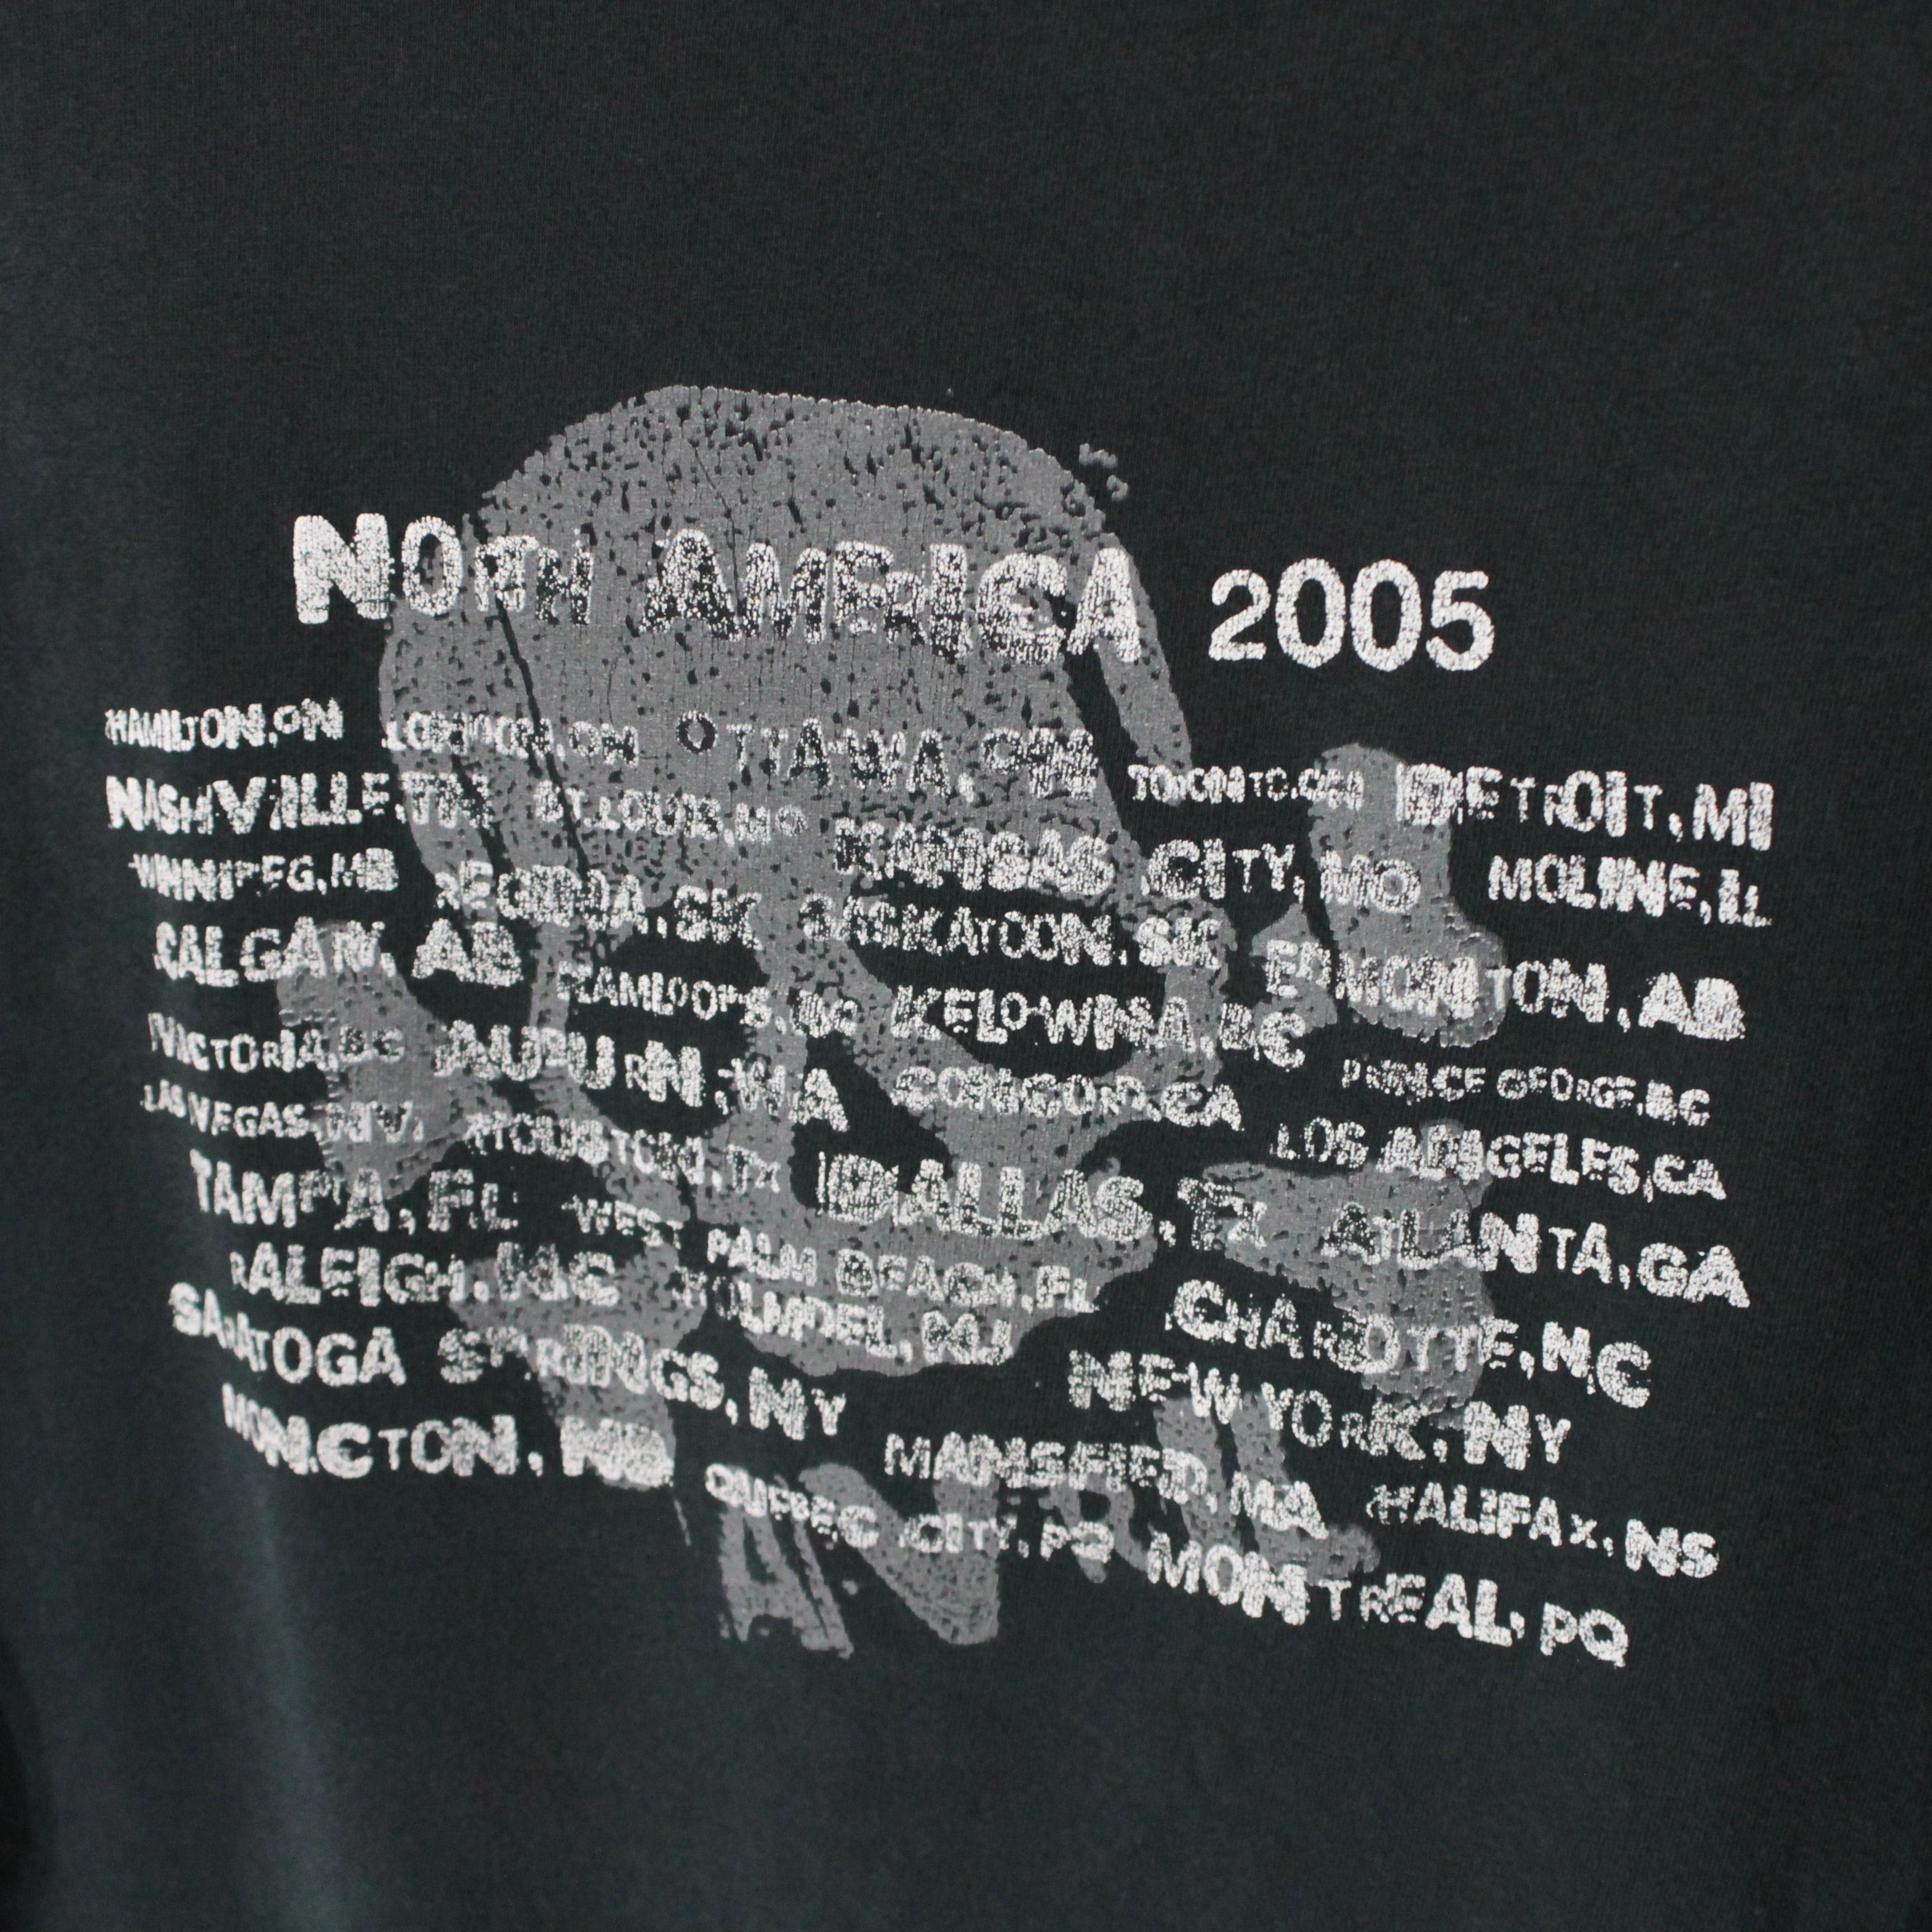 NORTH AMERICA 2005
HAMILTON, ON LONDON, ON OTTAWA, ON TORONTO, ON DETROIT, MI
NASHVILLE, TN ST. LOUIS, MO KANSAS CITY, MO MOLINE, IL
WINNIPEG, MB REGINA, SK SASKATOON, SK EDMONTON, AB
CALGARY, AB KAMLOOPS, BC KELOWNA, BC PRINCE GEORGE, BC
VICTORIA, BC AUBURN, WA CONCORD, CA LOS ANGELES, CA
LAS VEGAS, NV HOUSTON, TX DALLAS, TX ATLANTA, GA
TAMPA, FL WEST PALM BEACH, FL CHARLOTTE, NC
RALEIGH, NC HOLMDEL, NJ NEW YORK, NY
SARATOGA SPRINGS, NY MANSFIELD, MA HALIFAX, NS
MONCTON, NB QUEBEC CITY, PQ MONTREAL, PQ